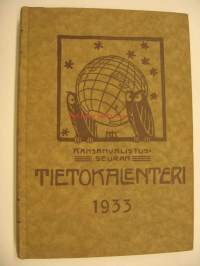 KANSANVALISTUS-
SEURAN
TIETOKALENTERI
1933